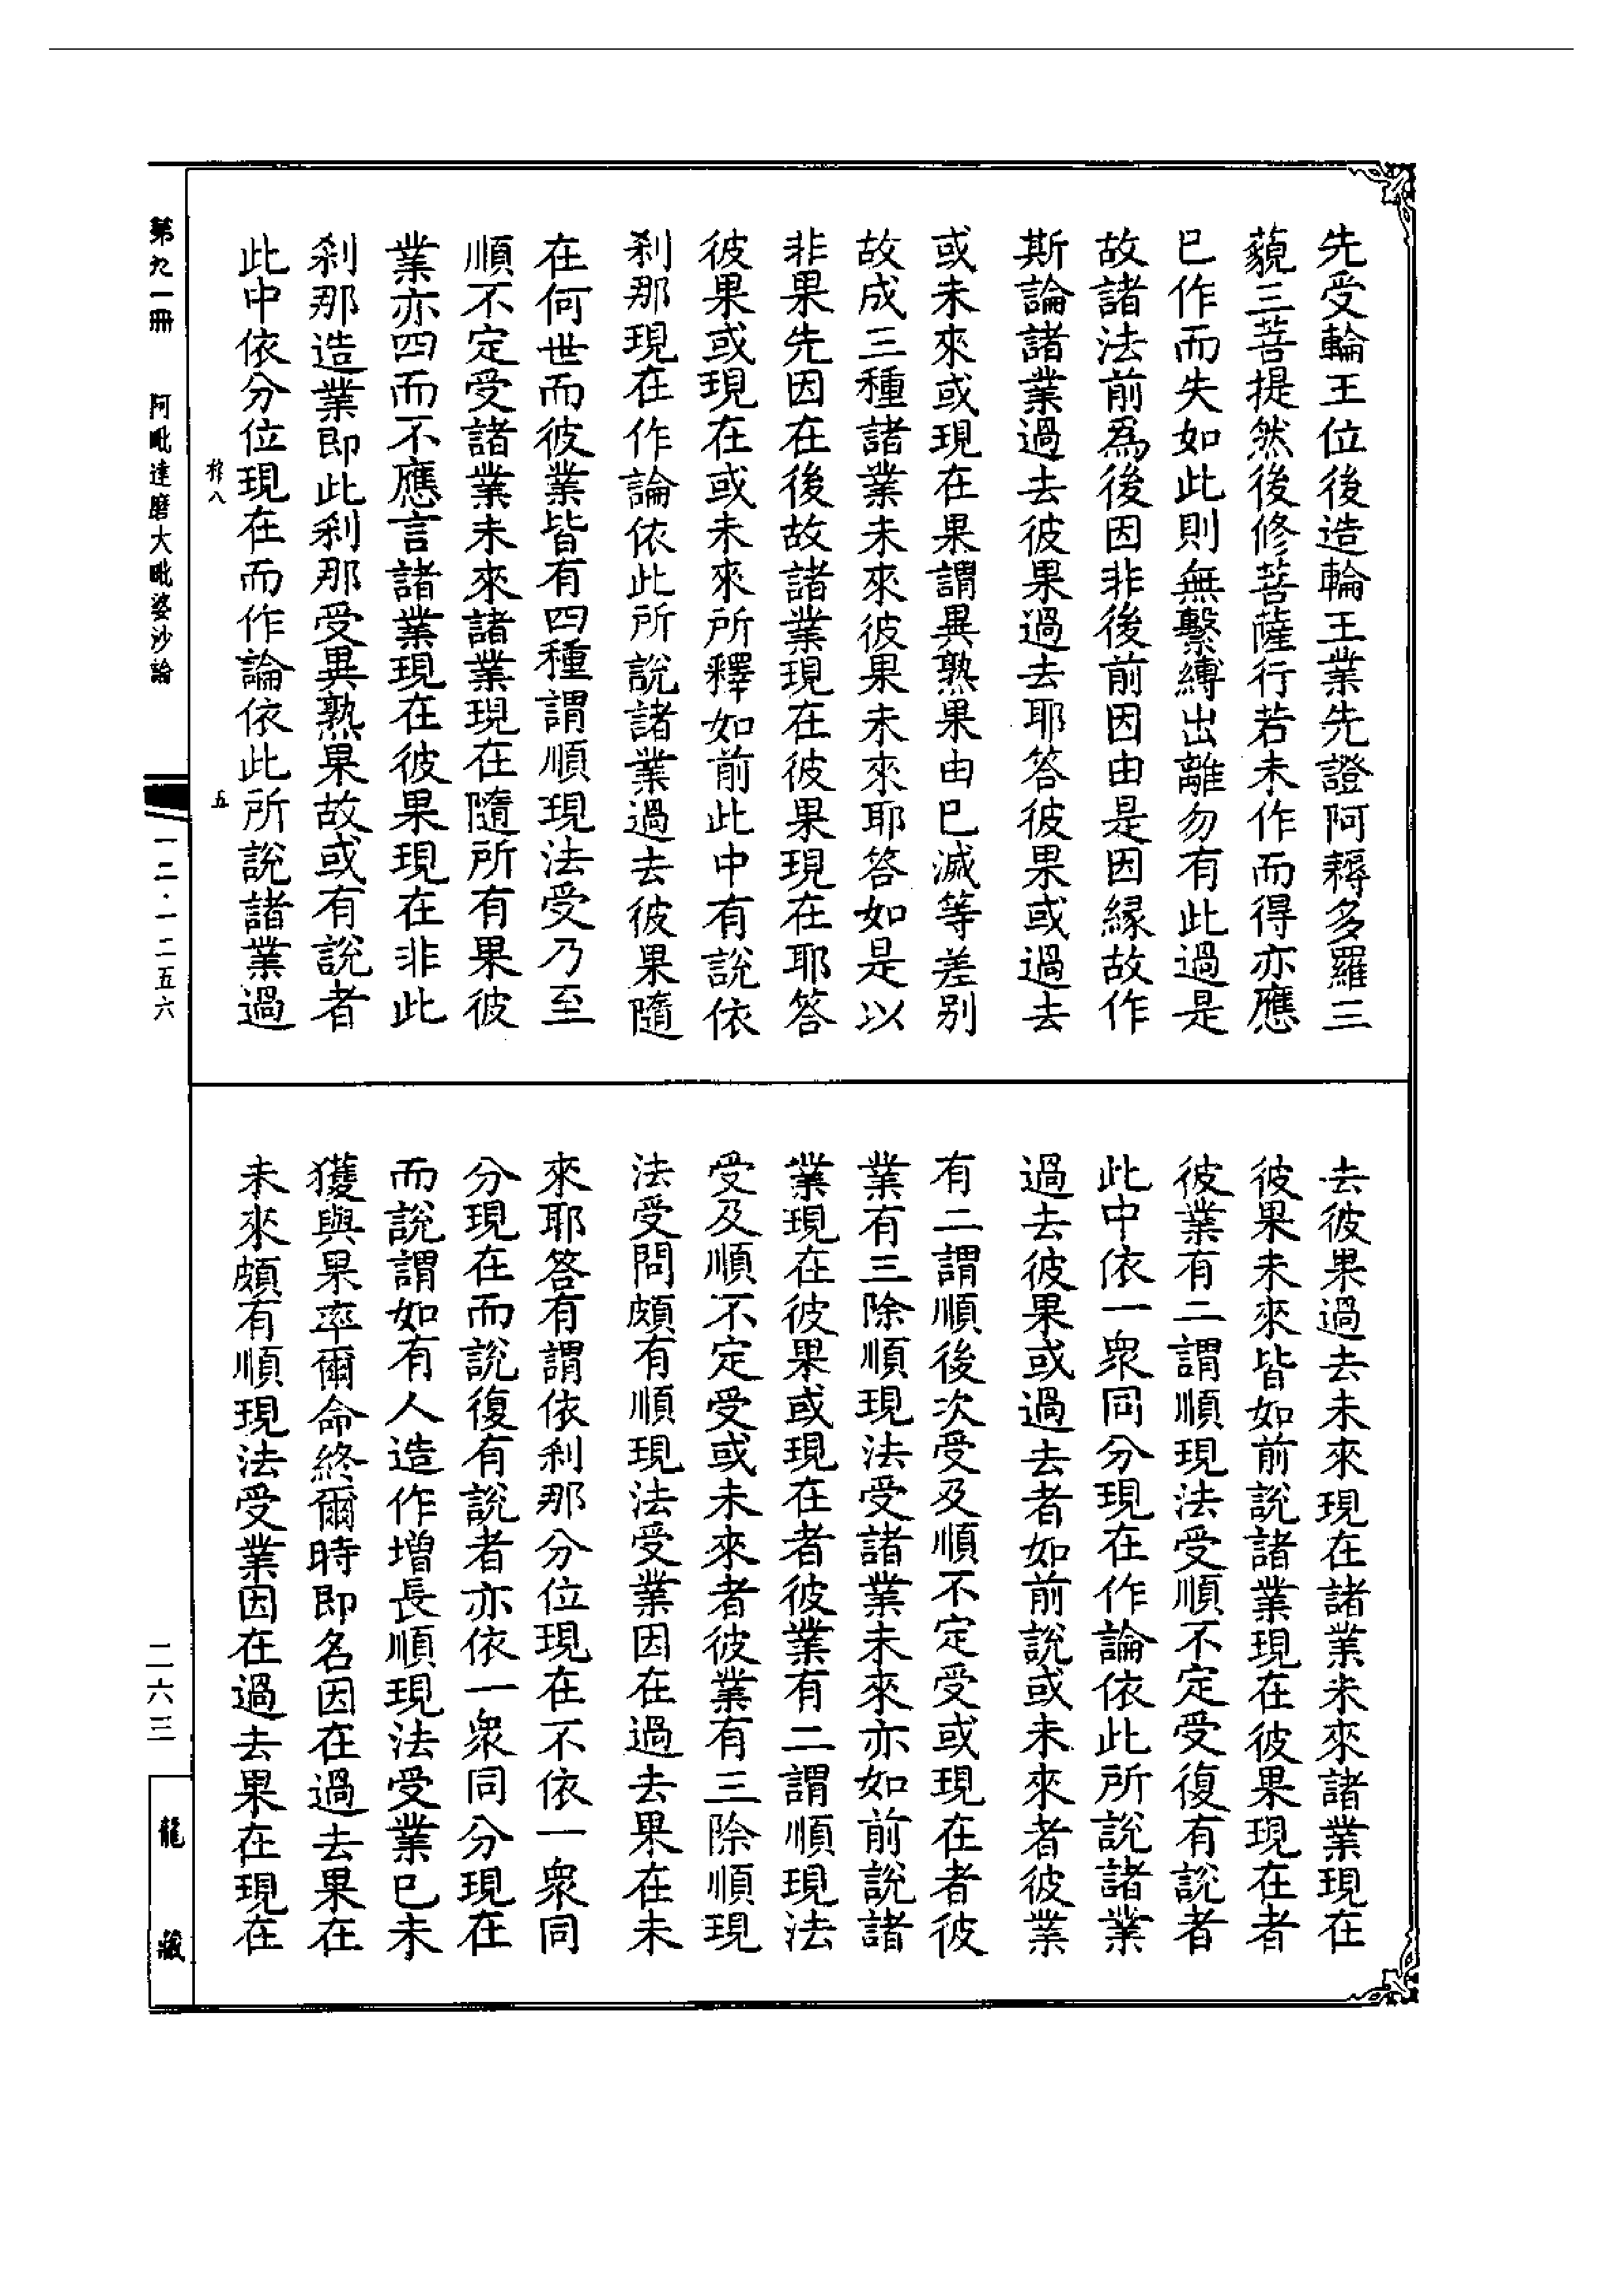 先受輪王位後造輪王業先證阿耨多羅三
藐三菩提然後修菩薩行若未作而得亦應
已作而失如此則無繫縛出離勿有此過是
故諸法前為後因非後前因由是因緣故作
斯論諸業過去彼果過去耶答彼果或過去
或未來或現在果謂異熟果由已滅等差別
故成三種諸業未來彼果未來耶答如是以
非果先因在後故諸業現在彼果現在耶答
彼果或現在或未來所釋如前此中有說依
剎那現在作論依此所說諸業過去彼果隨
在何世而彼業皆有四種謂順現法受乃至
順不定受諸業未來諸業現在隨所有果彼
業亦四而不應言諸業現在彼果現在非此
剎那造業即此剎那受異熟果故或有說者
此中依分位現在而作論依此所說諸業過
去彼果過去未來現在諸業未來諸業現在
彼果未來皆如前說諸業現在彼果現在者
彼業有二謂順現法受順不定受復有說者
此中依一眾同分現在作論依此所說諸業
過去彼果或過去者如前說或未來者彼業
有二謂順後次受及順不定受或現在者彼
業有三除順現法受諸業未來亦如前說諸
業現在彼果或現在者彼業有二謂順現法
受及順不定受或未來者彼業有三除順現
法受問頗有順現法受業因在過去果在未
來耶答有謂依剎那分位現在不依一眾同
分現在而說復有說者亦依一眾同分現在
而說謂如有人造作增長順現法受業已未
獲與果率爾命終爾時即名因在過去果在
未來頗有順現法受業因在過去果在現在
第九一冊 阿毗達磨大毗婆沙論 一二·一二五六 二六三 龍藏
五